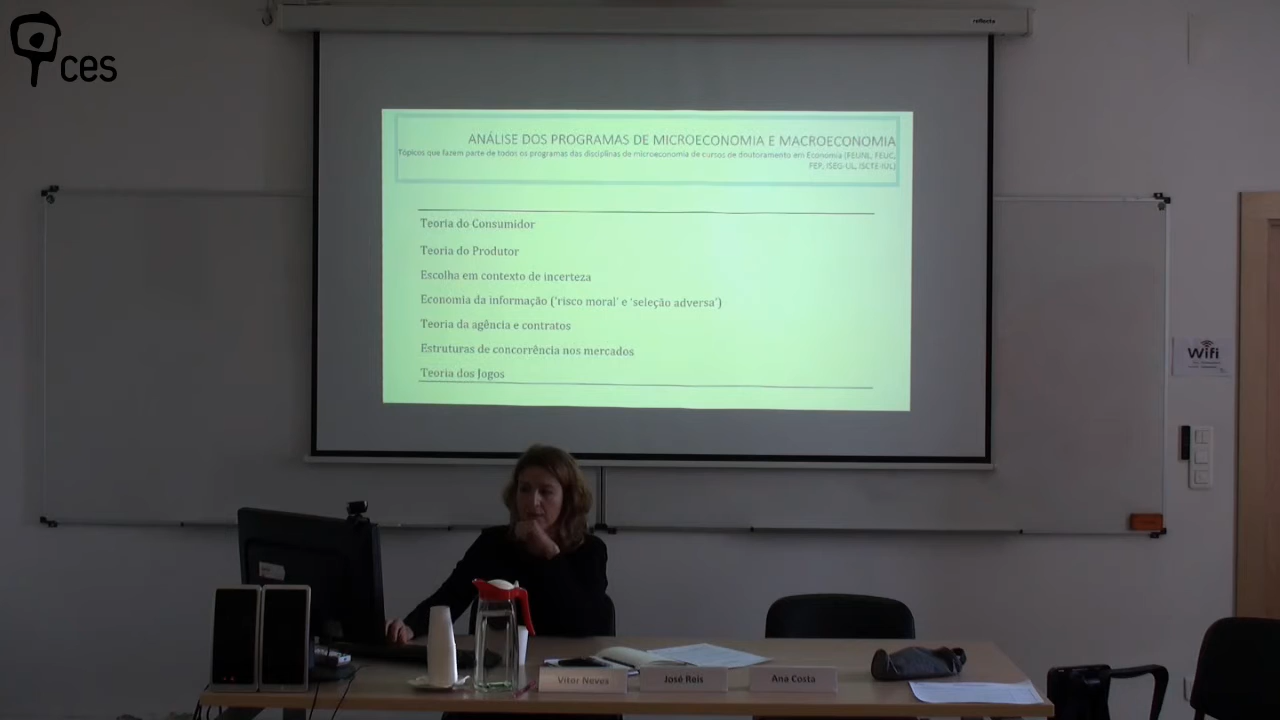 ces
reflecta
ANÁLISE DOS PROGRAMAS DE MICROECONOMIA E MACROECONOMIA
Tópicos que fazem parte de todos os programas das disciplinas de microeconomia de cursos de doutoramento em Economia (FEUNL, FEUC,
FEP, ISEG-UL, ISCTE-IUL)
Teoria do Consumidor
Teoria do Produtor
Escolha em contexto de incerteza
Economia da informação ('risco moral' e 'seleção adversa')
Teoria da agência e contratos
Estruturas de concorrência nos mercados
Teoria dos Jogos
Wifi
Vítor Neves
José Reis
Ana Costa